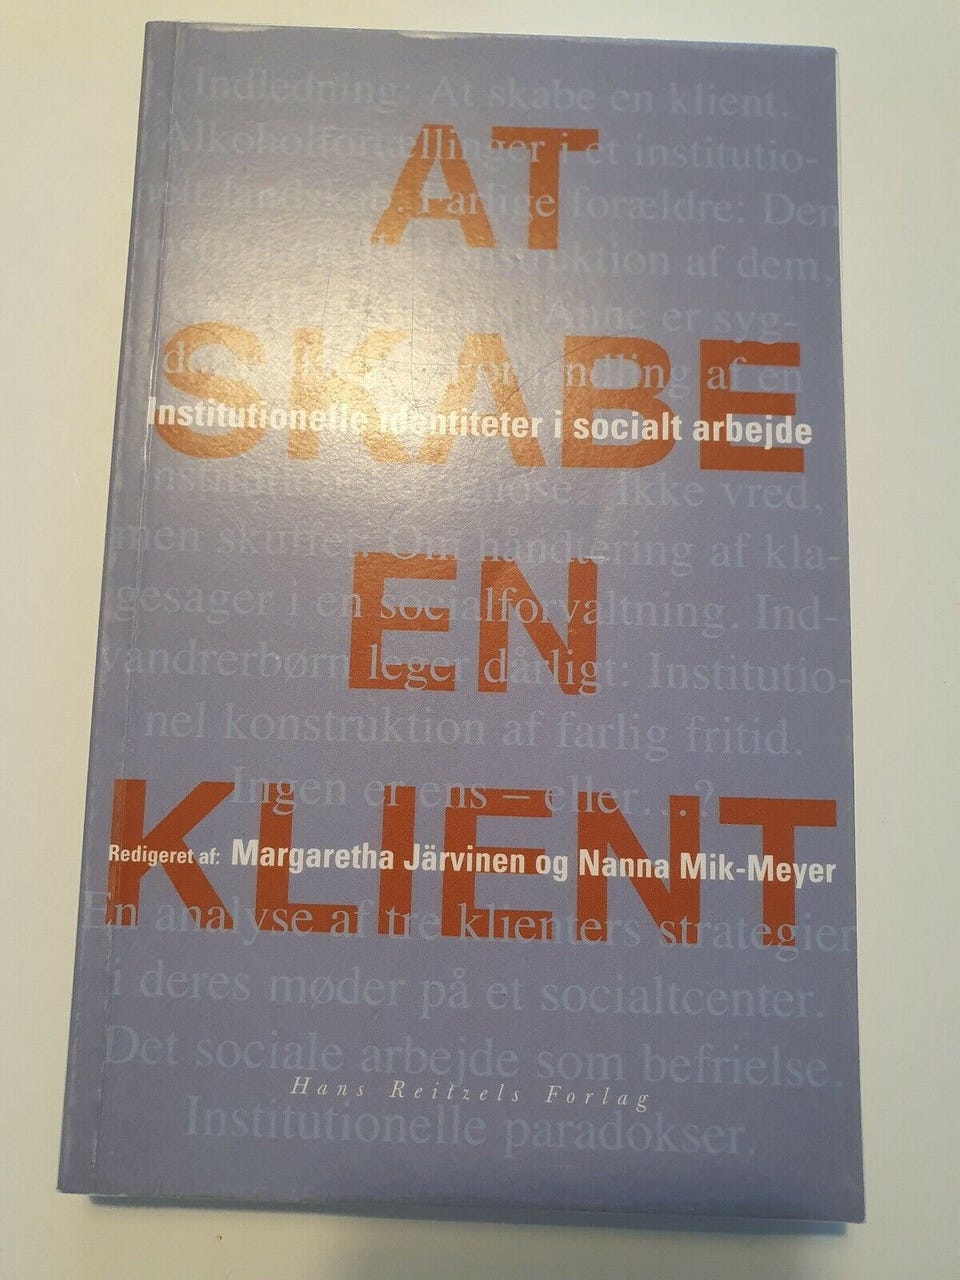 Indledning: At skabe en klient.
AT
Alkoholfortællinger i et institutio-
nelt landskab. Farlige forældre: Den
konstruktion af dem,
Anne er syg-
SKABE
forhandling af en
Institutionelle identiteter i socialt arbejde
Ikke vred,
men skuffet. Om håndtering af kla-
EN
gesager i en socialforvaltning. Ind-
vandrerbørn leger dårligt: Institutio-
nel konstruktion af farlig fritid.
Ingen er ens – eller…?
KLIENT
Redigeret af: Margaretha Järvinen og Nanna Mik-Meyer
En analyse af tre klienters strategier
i deres møder på et socialtcenter.
Det sociale arbejde som befrielse.
Hans Reitzels Forlag
Institutionelle paradokser.